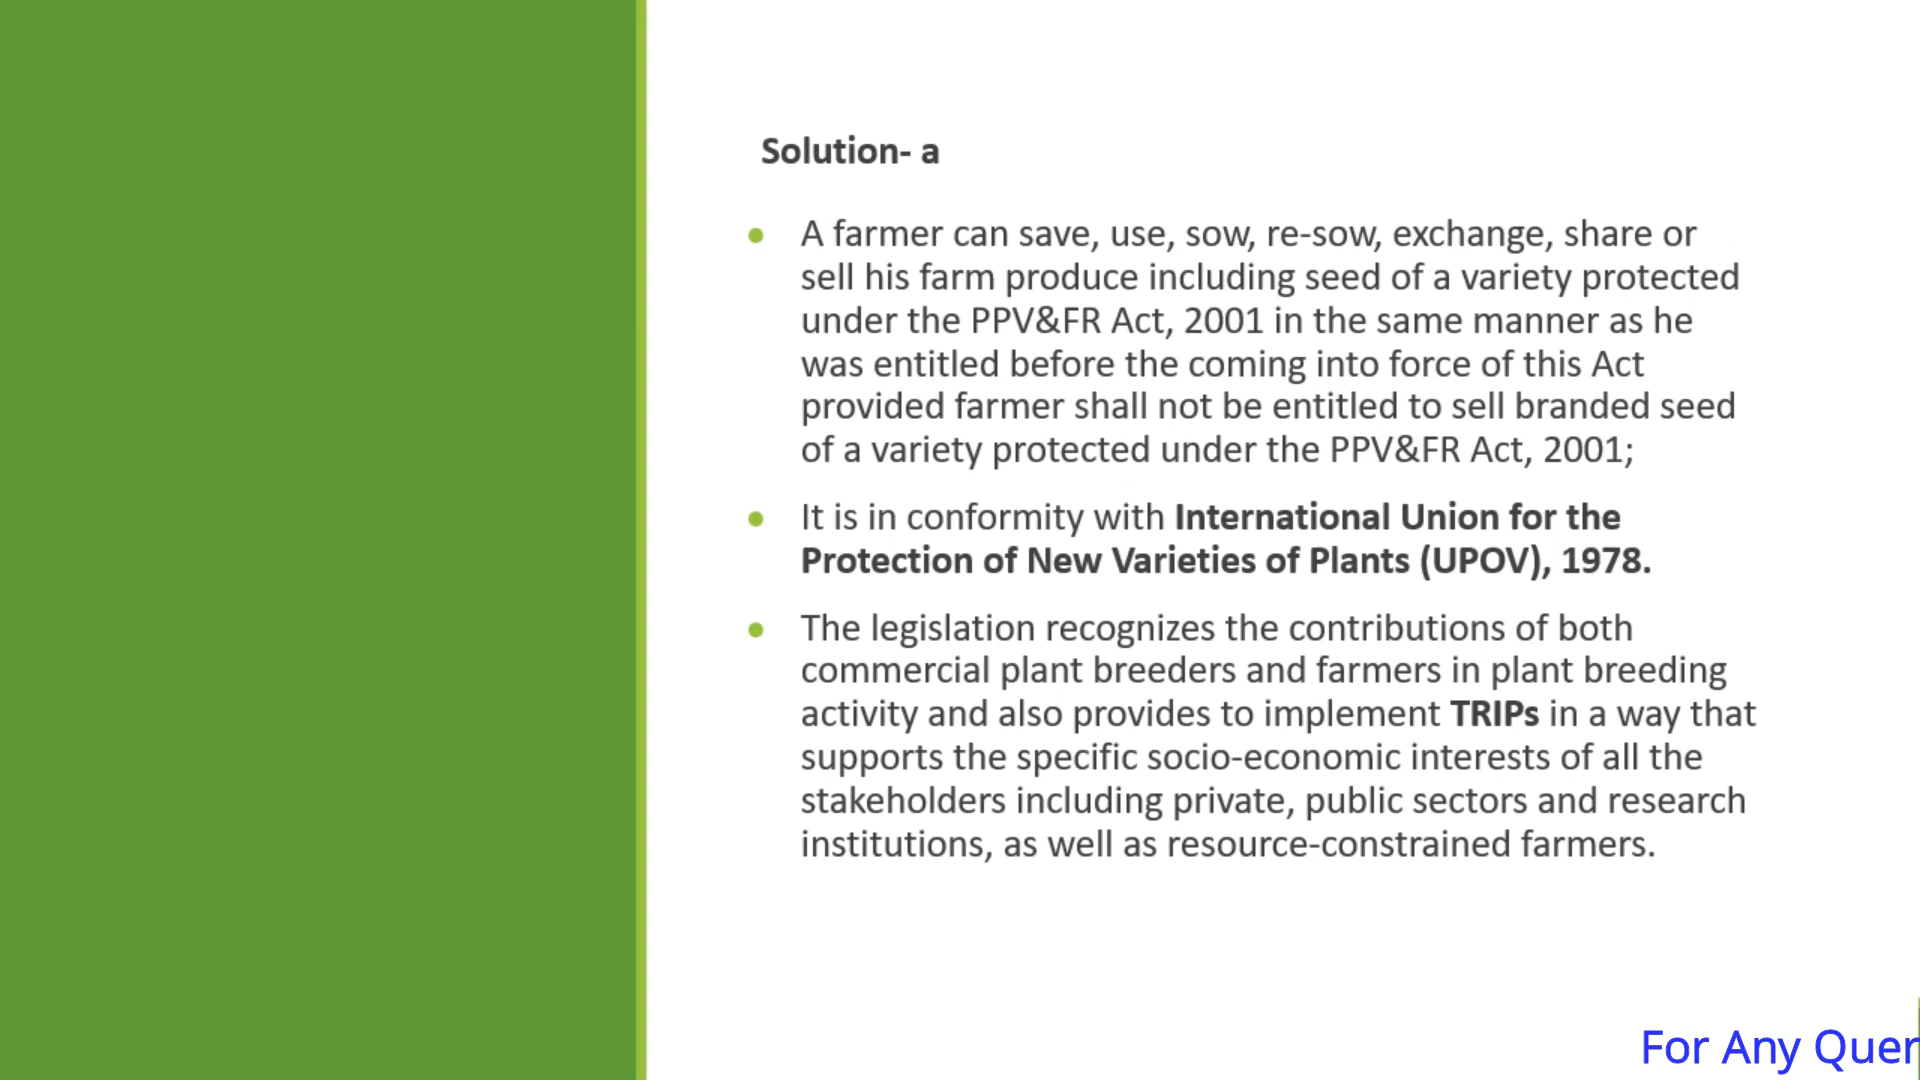 Solution- a
A farmer can save, use, sow, re-sow, exchange, share or
sell his farm produce including seed of a variety protected
under the PPV&FR Act, 2001 in the same manner as he
was entitled before the coming into force of this Act
provided farmer shall not be entitled to sell branded seed
of a variety protected under the PPV&FR Act, 2001;
It is in conformity with International Union for the
Protection of New Varieties of Plants (UPOV), 1978.
The legislation recognizes the contributions of both
commercial plant breeders and farmers in plant breeding
activity and also provides to implement TRIPs in a way that
supports the specific socio-economic interests of all the
stakeholders including private, public sectors and research
institutions, as well as resource-constrained farmers.
For Any Quer